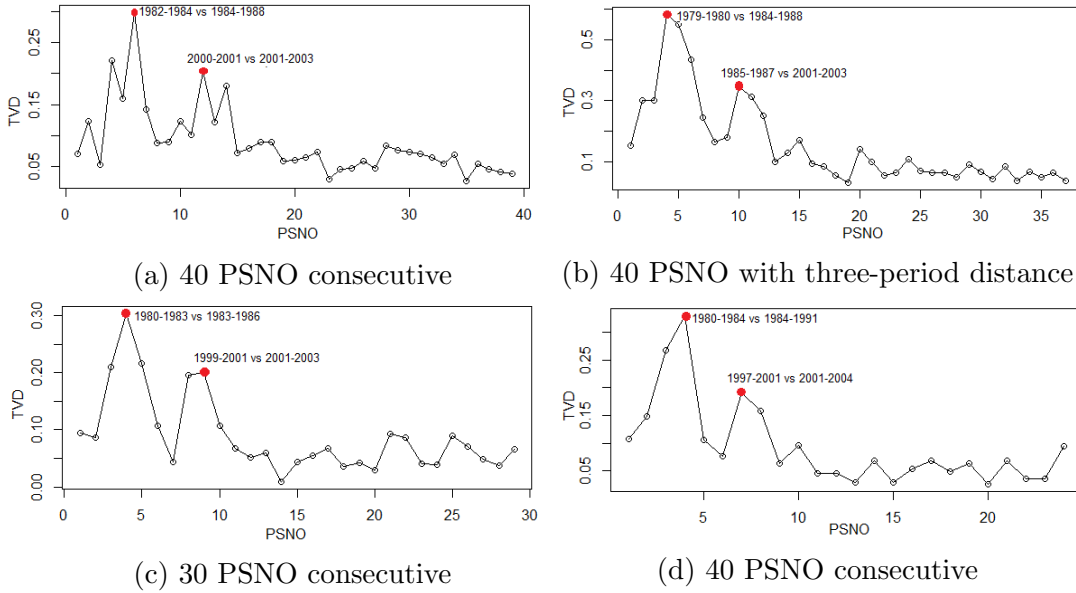 1982-1984 vs 1984-1988
2000-2001 vs 2001-2003
TVD
0.05 0.15 0.25
0 10 20 30 40
PSNO
(a) 40 PSNO consecutive
1979-1980 vs 1984-1988
1985-1987 vs 2001-2003
TVD
0.1 0.3 0.5
0 5 10 15 20 25 30 35
PSNO
(b) 40 PSNO with three-period distance
1980-1983 vs 1983-1986
1999-2001 vs 2001-2003
TVD
0.00 0.10 0.20 0.30
0 5 10 15 20 25 30
PSNO
(c) 30 PSNO consecutive
1980-1984 vs 1984-1991
1997-2001 vs 2001-2004
TVD
0.05 0.15 0.25
5 10 15 20
PSNO
(d) 40 PSNO consecutive